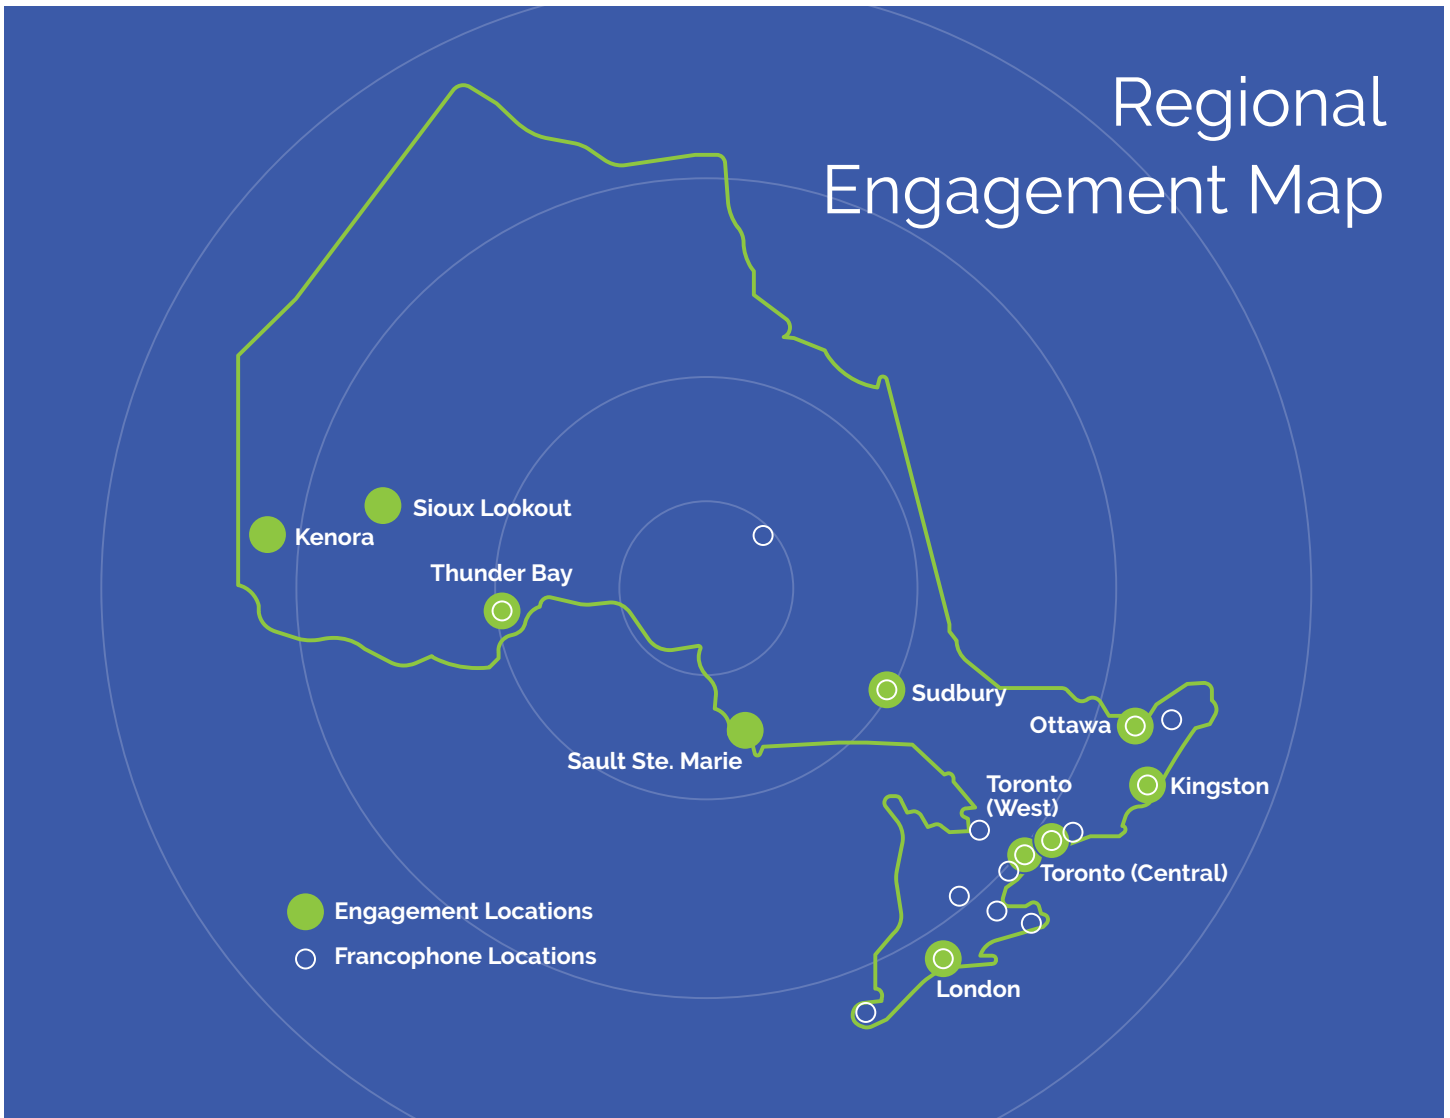 Regional
Engagement Map
Sioux Lookout
Kenora
Thunder Bay
Sudbury
Ottawa
Sault Ste. Marie
Toronto
(West)
Kingston
Toronto (Central)
Engagement Locations
Francophone Locations
London